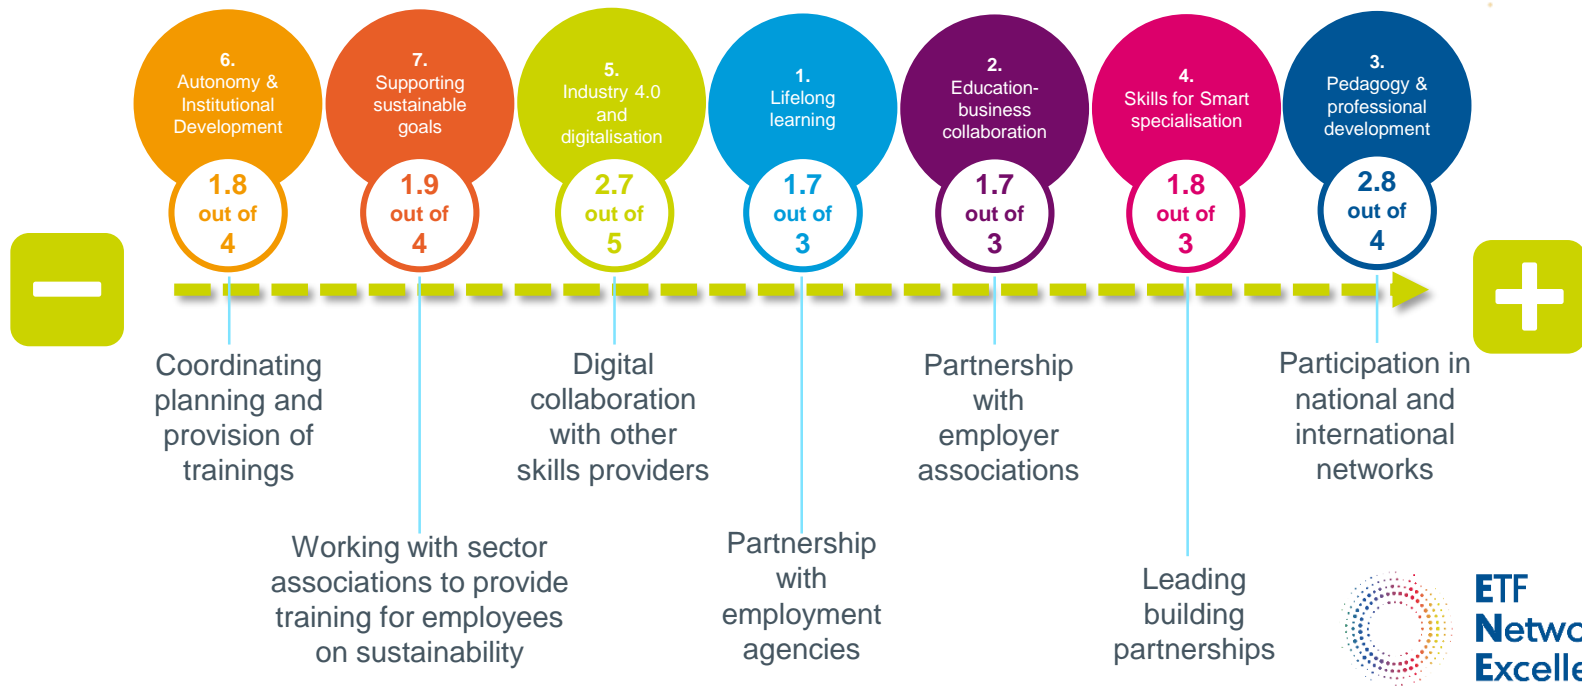 6.
Autonomy &
Institutional
Development
1.8
out of
4
7.
Supporting
sustainable
goals
1.9
out of
4
5.
Industry 4.0
and
digitalisation
2.7
out of
5
1.
Lifelong
learning
1.7
out of
3
2.
Education-
business
collaboration
1.7
out of
3
4.
Skills for Smart
specialisation
1.8
out of
3
3.
Pedagogy &
professional
development
2.8
out of
4
Coordinating
planning and
provision of
trainings
Working with sector
associations to provide
training for employees
on sustainability
Digital
collaboration
with other
skills providers
Partnership
with
employment
agencies
Partnership
with
employer
associations
Leading
building
partnerships
Participation in
national and
international
networks
ETF
Netwo
Excelle